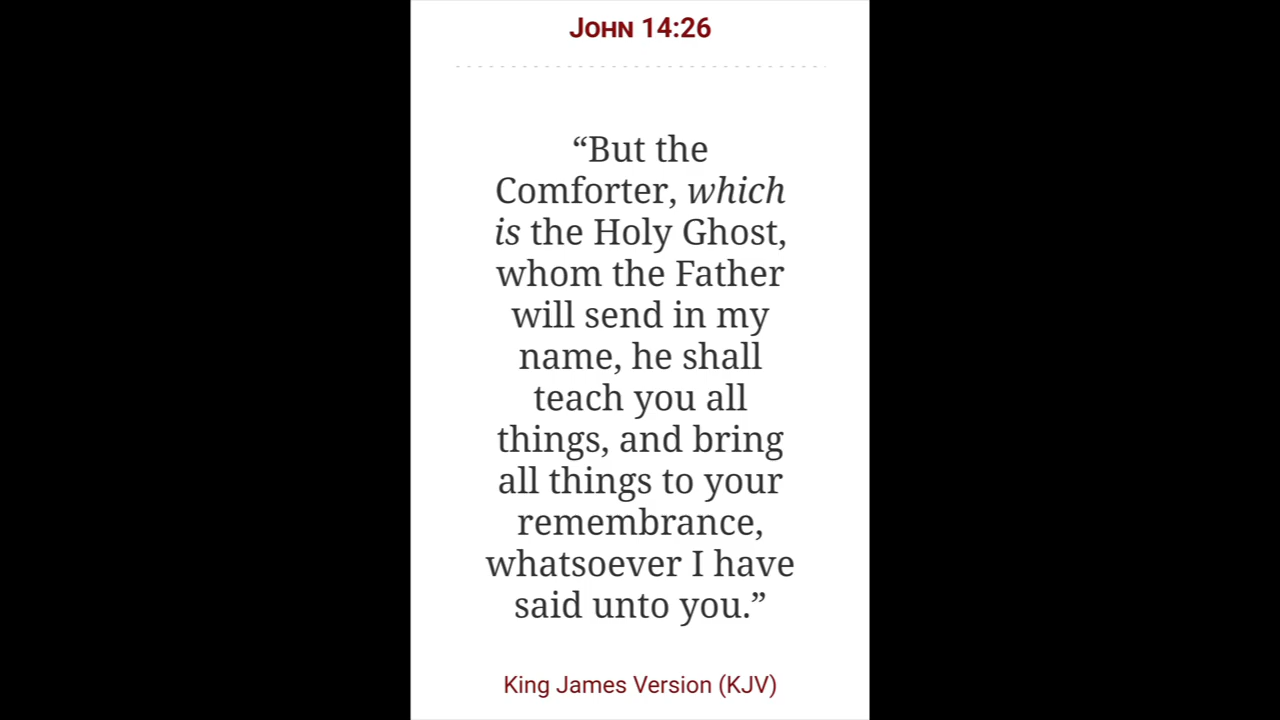 John 14:26
“But the
Comforter, which
is the Holy Ghost,
whom the Father
will send in my
name, he shall
teach you all
things, and bring
all things to your
remembrance,
whatsoever I have
said unto you.”
King James Version (KJV)